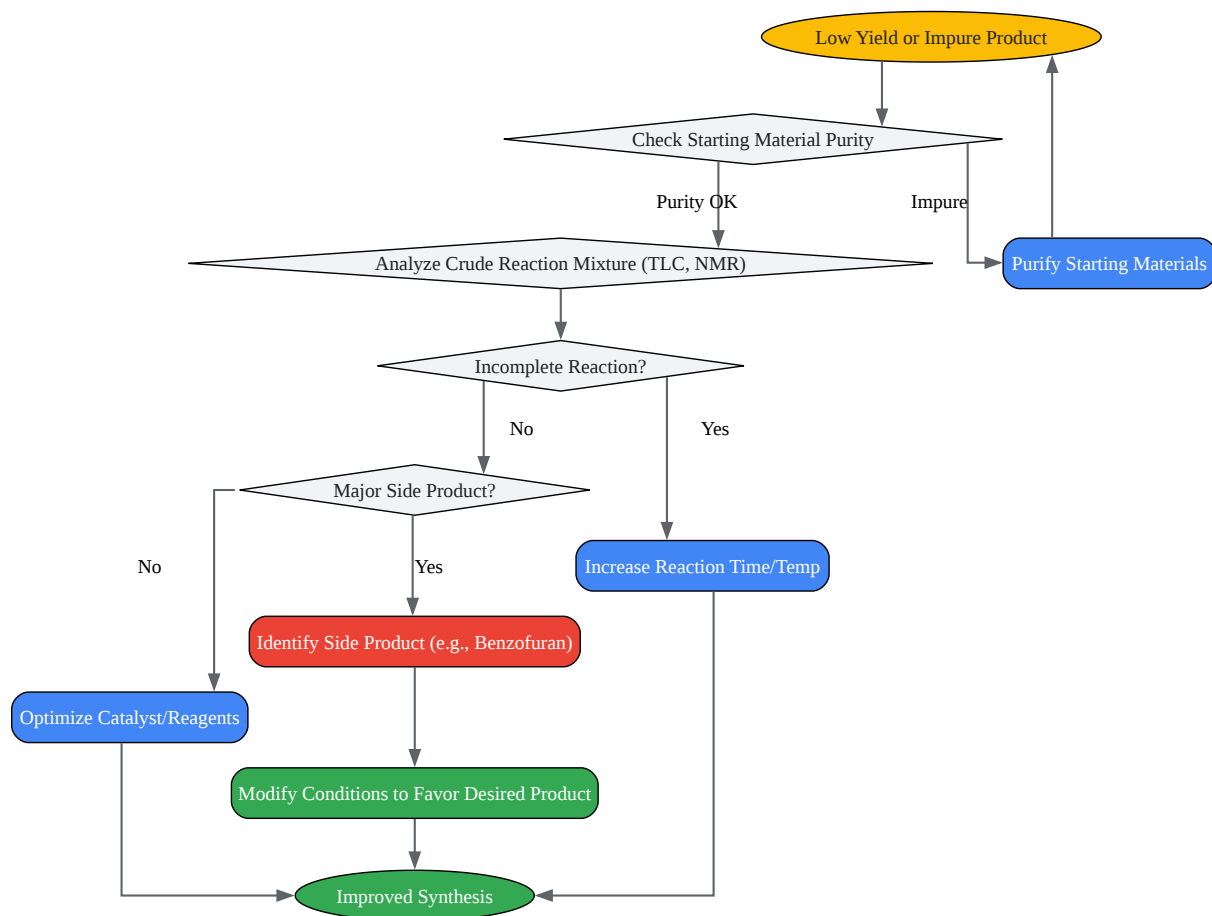 Low Yield or Impure Product
Check Starting Material Purity
Purity OK
Impure
Analyze Crude Reaction Mixture (TLC, NMR)
Purify Starting Materials
Incomplete Reaction?
No
Yes
Major Side Product?
No
Yes
Increase Reaction Time/Temp
Identify Side Product (e.g., Benzofuran)
Optimize Catalyst/Reagents
Modify Conditions to Favor Desired Product
Improved Synthesis